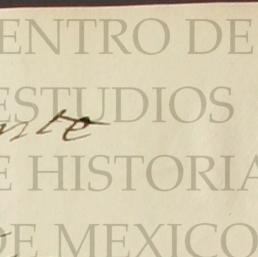 ENTRO DE
ESTUDIOS
E HISTORIA
DE MEXICO